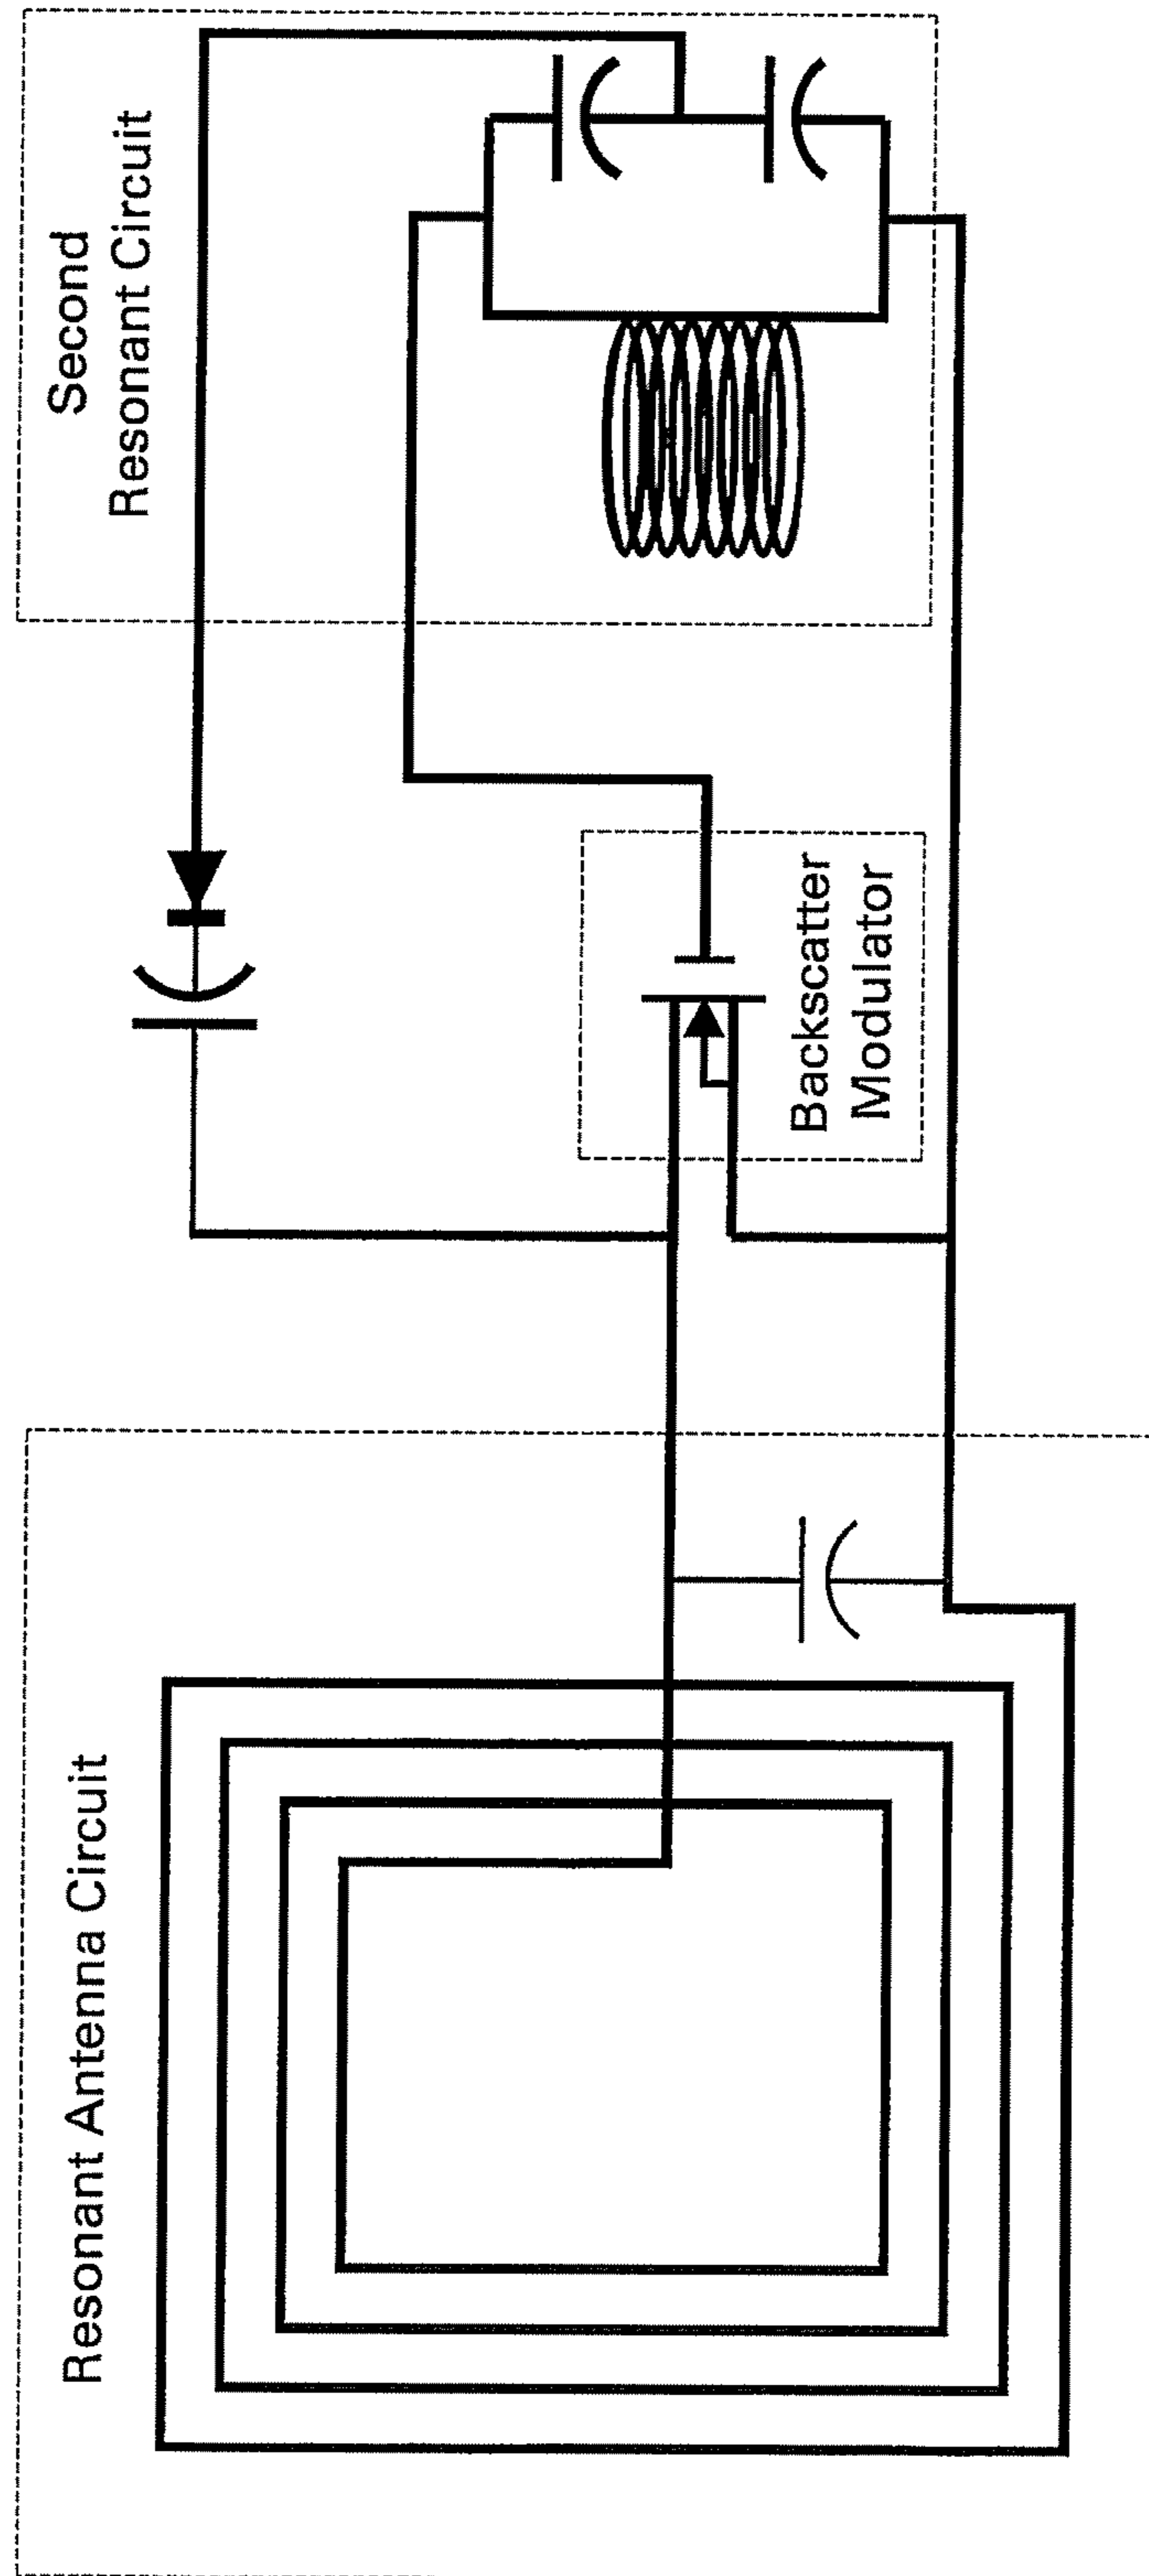 Resonant Antenna Circuit
Backscatter
Modulator
Second
Resonant Circuit